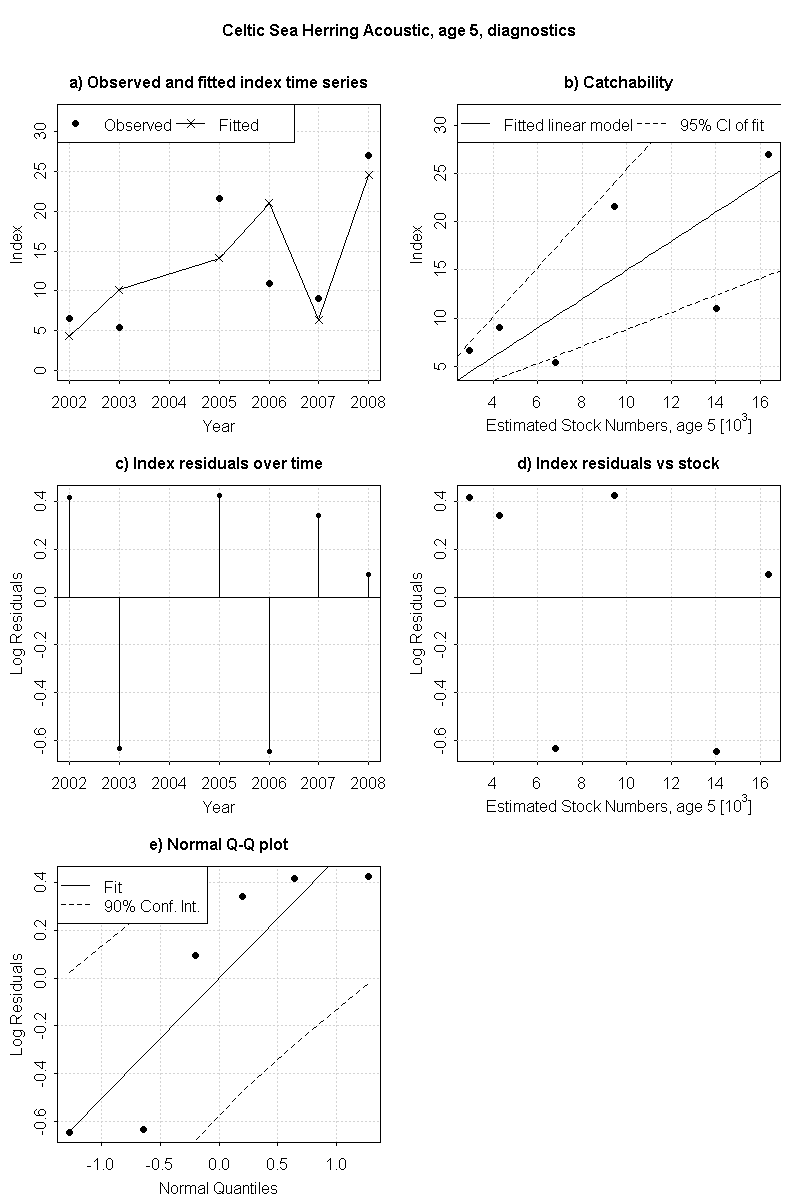 Celtic Sea Herring Acoustic, age 5, diagnostics
a) Observed and fitted index time series
Observed Fitted
Index
0 5 10 15 20 25 30
2002 2003 2004 2005 2006 2007 2008
Year
b) Catchability
Fitted linear model 95% CI of fit
Index
5 10 15 20 25 30
4 6 8 10 12 14 16
Estimated Stock Numbers, age 5 [10³]
c) Index residuals over time
Log Residuals
-0.6 -0.4 -0.2 0.0 0.2 0.4
2002 2003 2004 2005 2006 2007 2008
Year
d) Index residuals vs stock
Log Residuals
-0.6 -0.4 -0.2 0.0 0.2 0.4
4 6 8 10 12 14 16
Estimated Stock Numbers, age 5 [10³]
e) Normal Q-Q plot
Fit
90% Conf. Int.
Log Residuals
-0.6 -0.4 -0.2 0.0 0.2 0.4
-1.0 -0.5 0.0 0.5 1.0
Normal Quantiles